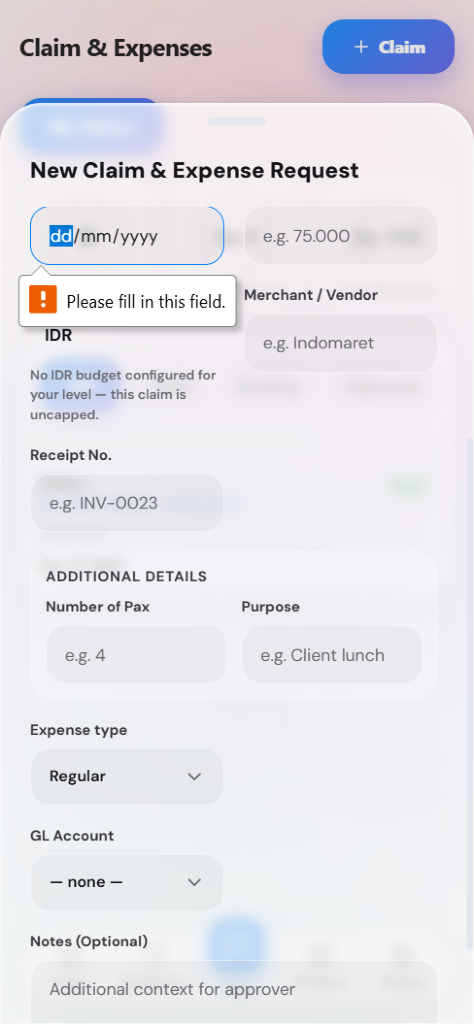 Claim & Expenses
+ Claim
New Claim & Expense Request
dd/mm/yyyy
e.g. 75.000
Please fill in this field.
Merchant / Vendor
IDR
e.g. Indomaret
No IDR budget configured for
your level — this claim is
uncapped.
Receipt No.
e.g. INV-0023
ADDITIONAL DETAILS
Number of Pax
Purpose
e.g. 4
e.g. Client lunch
Expense type
Regular
GL Account
— none —
Notes (Optional)
Additional context for approver